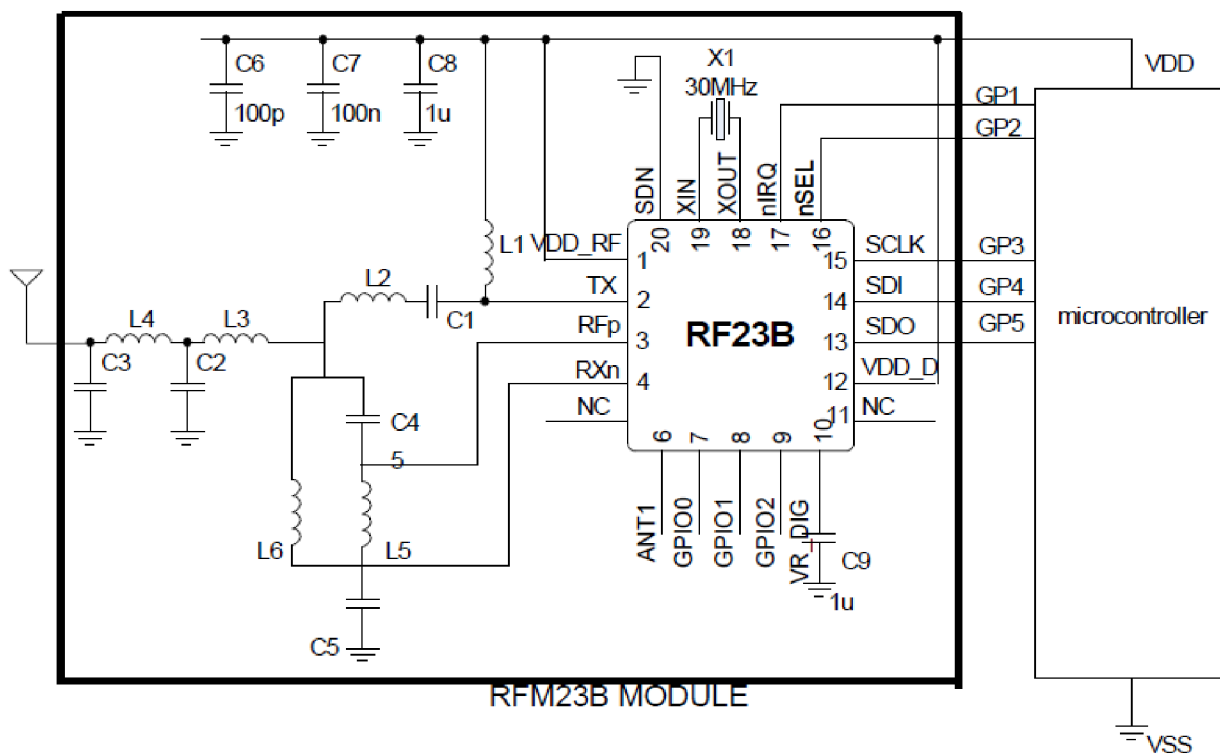 C6
100p
C7
100n
C8
1u
X1
30MHz
VDD
GP1
GP2
SDN
XIN
XOUT
nIRQ
nSEL
20
19
18
17
16
L1
VDD_RF
1
TX
2
RFp
3
RXn
4
NC
RF23B
15
SCLK
GP3
14
SDI
GP4
13
SDO
GP5
12
VDD_D
11
NC
microcontroller
L2
C1
L4
L3
C3
C2
C4
5
L6
L5
C5
6
7
8
9
10
ANT1
GPIO0
GPIO1
GPIO2
VR_DIG
C9
1u
RFM23B MODULE
VSS